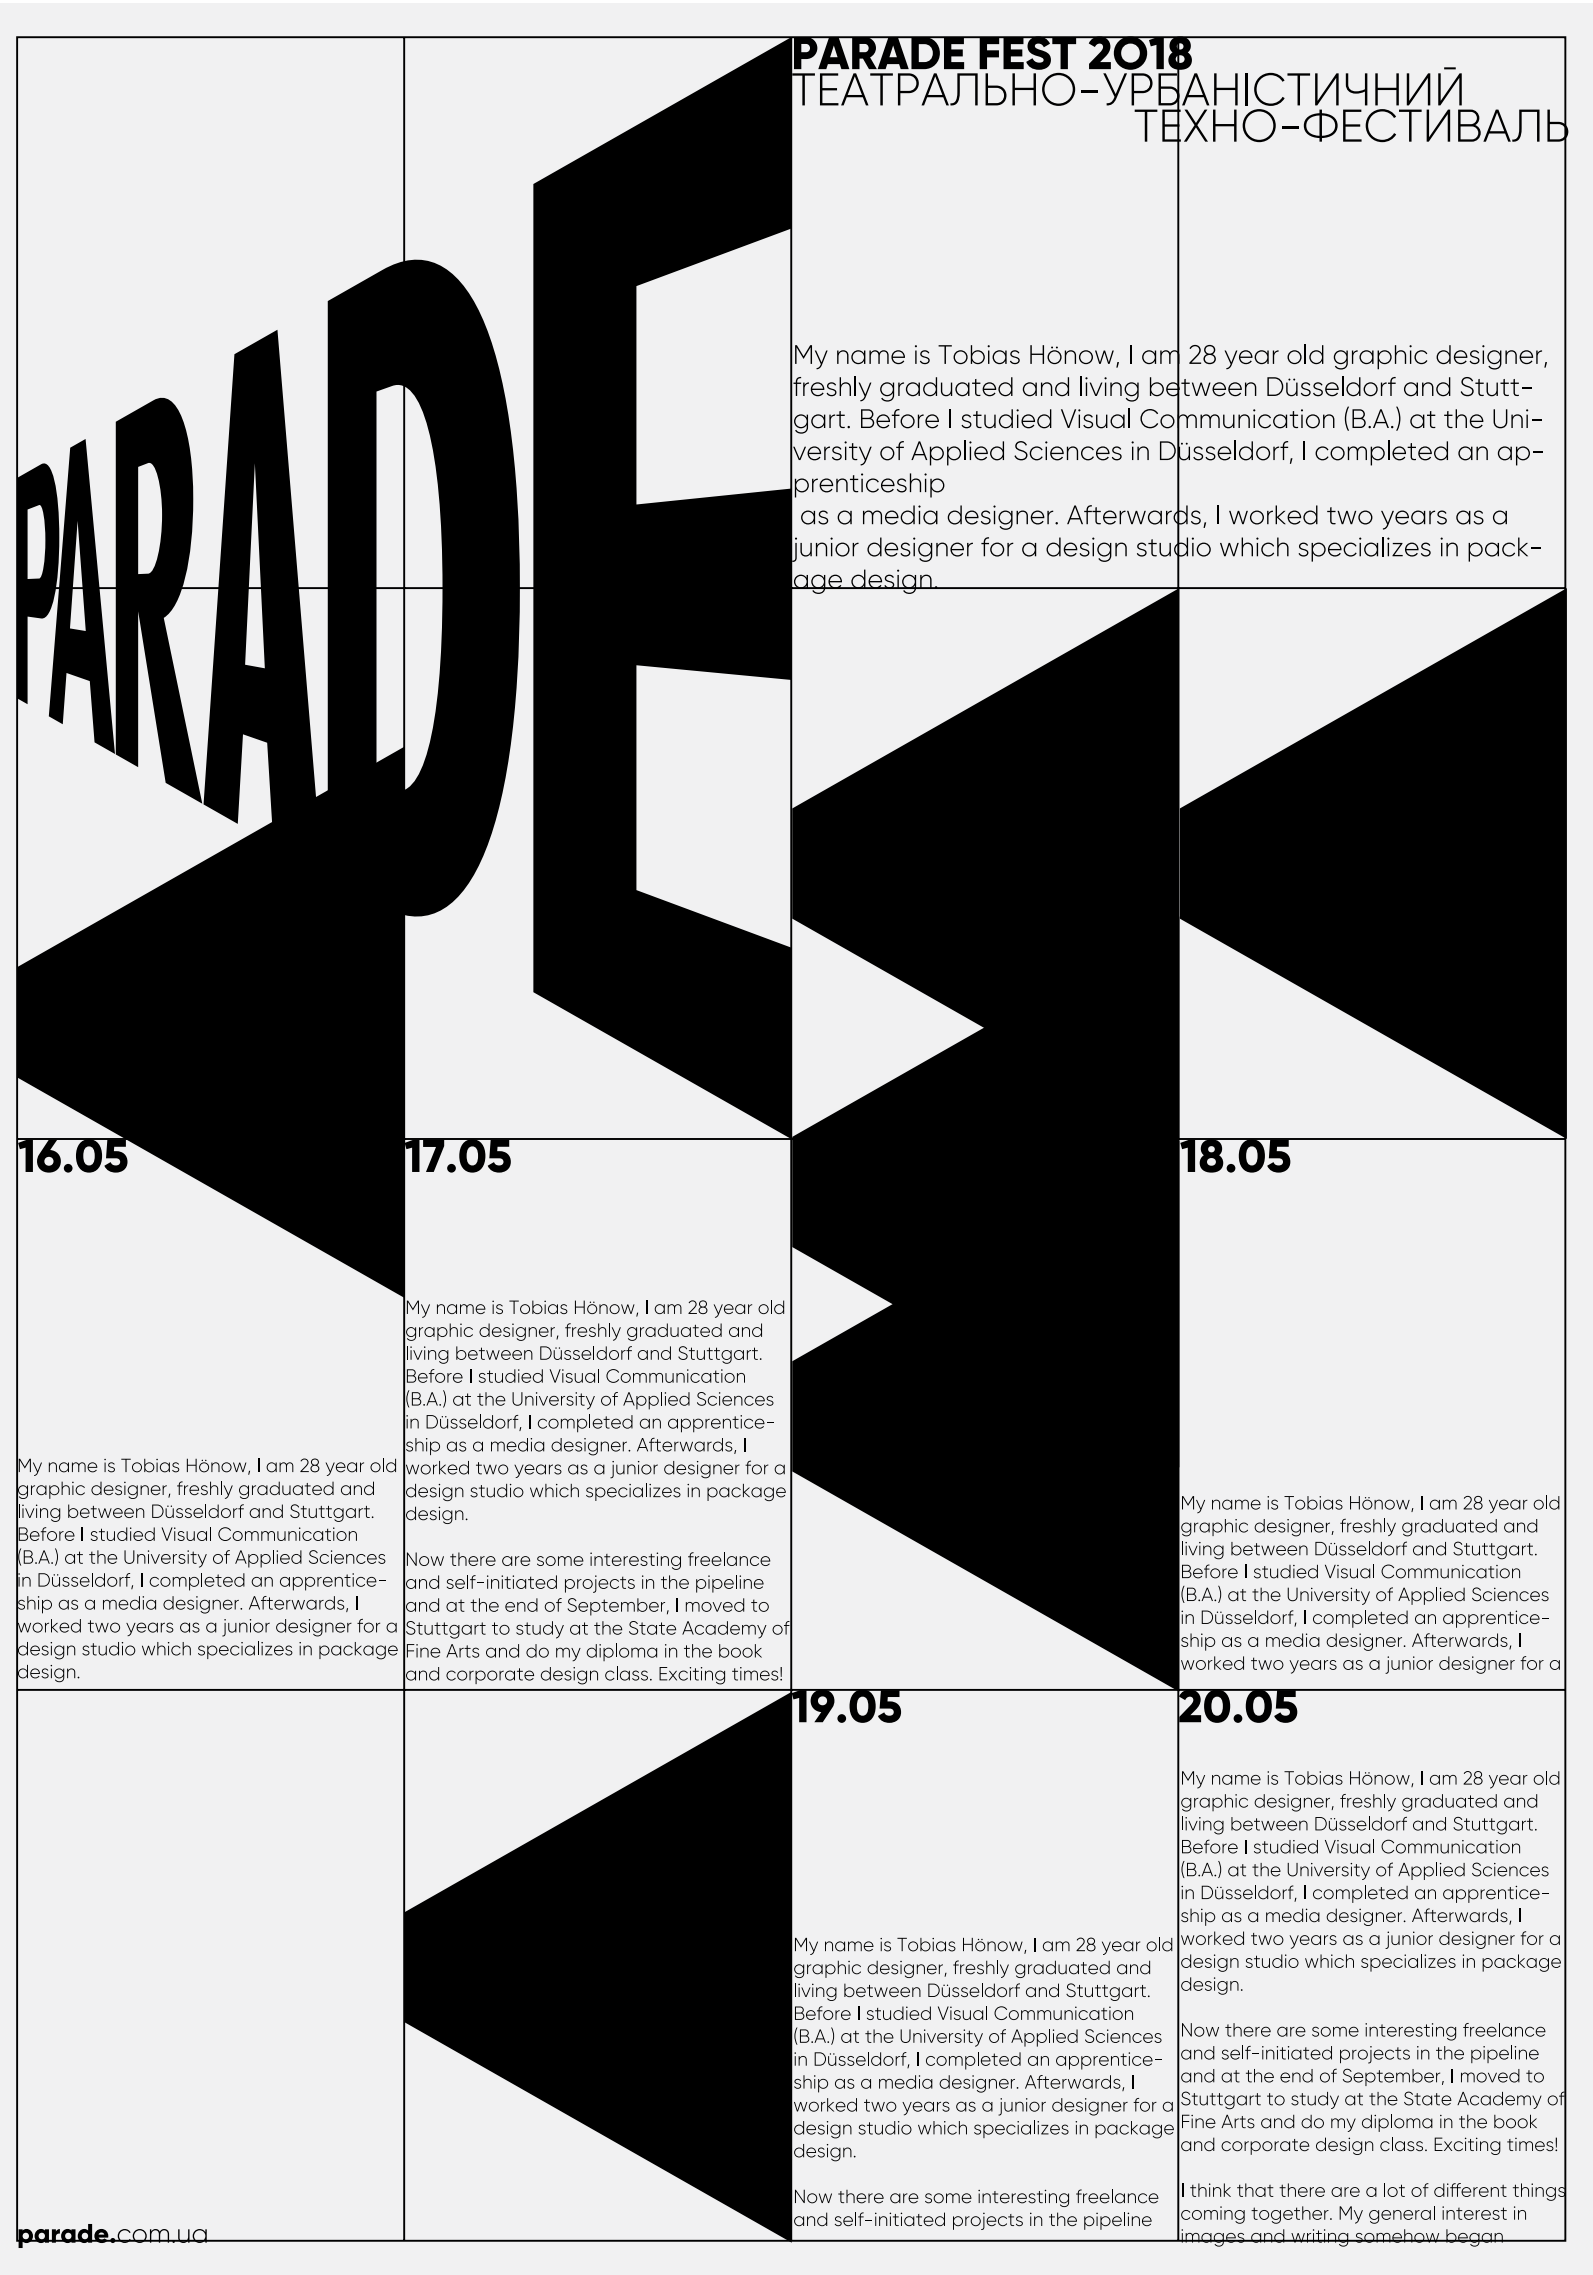 PARADE FEST 2018
ТЕАТРАЛЬНО-УРБАНІСТИЧНИЙ
ТЕХНО-ФЕСТИВАЛЬ
PARADE
My name is Tobias Hönow, I am 28 year old graphic designer,
freshly graduated and living between Düsseldorf and Stutt-
gart. Before I studied Visual Communication (B.A.) at the Uni-
versity of Applied Sciences in Düsseldorf, I completed an ap-
prenticeship
as a media designer. Afterwards, I worked two years as a
junior designer for a design studio which specializes in pack-
age design.
16.05
My name is Tobias Hönow, I am 28 year old
graphic designer, freshly graduated and
living between Düsseldorf and Stuttgart.
Before I studied Visual Communication
(B.A.) at the University of Applied Sciences
in Düsseldorf, I completed an apprentice-
ship as a media designer. Afterwards, I
worked two years as a junior designer for a
design studio which specializes in package
design.
17.05
My name is Tobias Hönow, I am 28 year old
graphic designer, freshly graduated and
living between Düsseldorf and Stuttgart.
Before I studied Visual Communication
(B.A.) at the University of Applied Sciences
in Düsseldorf, I completed an apprentice-
ship as a media designer. Afterwards, I
worked two years as a junior designer for a
design studio which specializes in package
design.
Now there are some interesting freelance
and self-initiated projects in the pipeline
and at the end of September, I moved to
Stuttgart to study at the State Academy of
Fine Arts and do my diploma in the book
and corporate design class. Exciting times!
18.05
My name is Tobias Hönow, I am 28 year old
graphic designer, freshly graduated and
living between Düsseldorf and Stuttgart.
Before I studied Visual Communication
(B.A.) at the University of Applied Sciences
in Düsseldorf, I completed an apprentice-
ship as a media designer. Afterwards, I
worked two years as a junior designer for a
19.05
My name is Tobias Hönow, I am 28 year old
graphic designer, freshly graduated and
living between Düsseldorf and Stuttgart.
Before I studied Visual Communication
(B.A.) at the University of Applied Sciences
in Düsseldorf, I completed an apprentice-
ship as a media designer. Afterwards, I
worked two years as a junior designer for a
design studio which specializes in package
design.
Now there are some interesting freelance
and self-initiated projects in the pipeline
20.05
My name is Tobias Hönow, I am 28 year old
graphic designer, freshly graduated and
living between Düsseldorf and Stuttgart.
Before I studied Visual Communication
(B.A.) at the University of Applied Sciences
in Düsseldorf, I completed an apprentice-
ship as a media designer. Afterwards, I
worked two years as a junior designer for a
design studio which specializes in package
design.
Now there are some interesting freelance
and self-initiated projects in the pipeline
and at the end of September, I moved to
Stuttgart to study at the State Academy of
Fine Arts and do my diploma in the book
and corporate design class. Exciting times!
I think that there are a lot of different things
coming together. My general interest in
images and writing somehow began
parade.com.ua